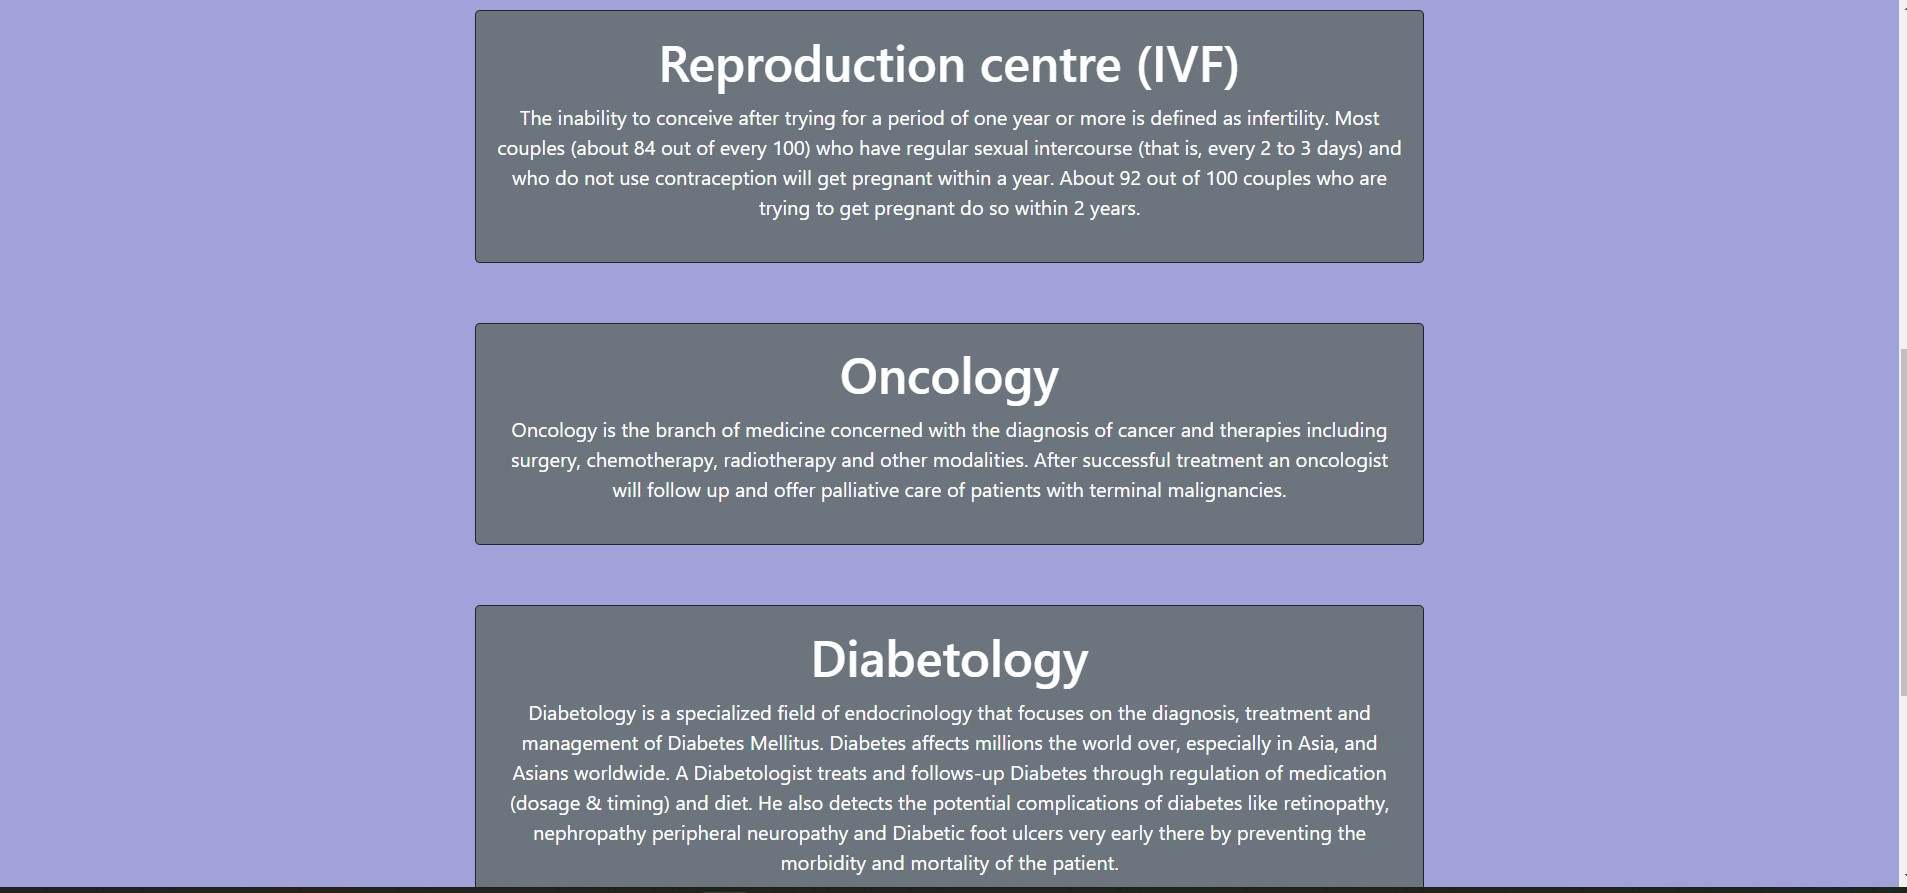 Reproduction centre (IVF)
The inability to conceive after trying for a period of one year or more is defined as infertility. Most
couples (about 84 out of every 100) who have regular sexual intercourse (that is, every 2 to 3 days) and
who do not use contraception will get pregnant within a year. About 92 out of 100 couples who are
trying to get pregnant do so within 2 years.
Oncology
Oncology is the branch of medicine concerned with the diagnosis of cancer and therapies including
surgery, chemotherapy, radiotherapy and other modalities. After successful treatment an oncologist
will follow up and offer palliative care of patients with terminal malignancies.
Diabetology
Diabetology is a specialized field of endocrinology that focuses on the diagnosis, treatment and
management of Diabetes Mellitus. Diabetes affects millions the world over, especially in Asia, and
Asians worldwide. A Diabetologist treats and follows-up Diabetes through regulation of medication
(dosage & timing) and diet. He also detects the potential complications of diabetes like retinopathy,
nephropathy peripheral neuropathy and Diabetic foot ulcers very early there by preventing the
morbidity and mortality of the patient.